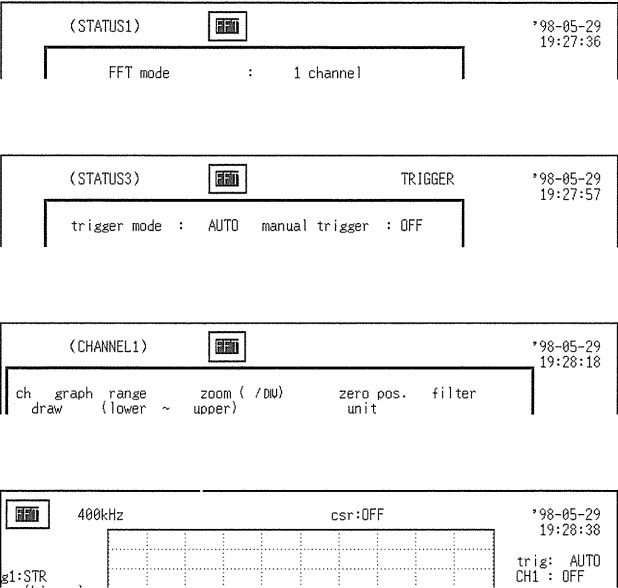 (STATUS1) FFT '98-05-29
19:27:36
FFT mode : 1 channel
(STATUS3) FFT TRIGGER '98-05-29
19:27:57
trigger mode : AUTO manual trigger : OFF
(CHANNEL1) FFT '98-05-29
19:28:18
ch graph range zoom ( /DIV) zero pos. filter
draw (lower ~ upper) unit
FFT 400kHz csr:OFF '98-05-29
19:28:38
trig: AUTO
g1:STR CH1 : OFF